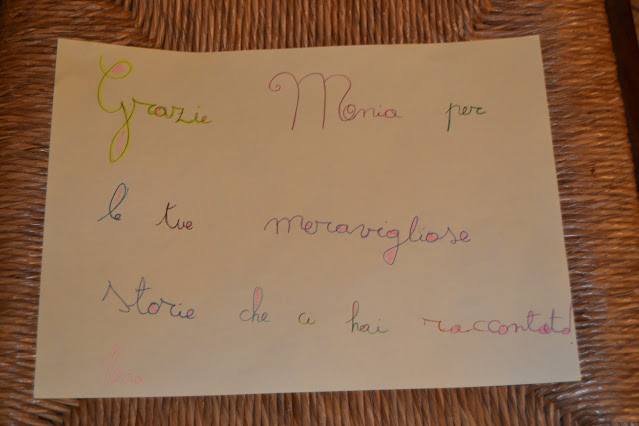 Grazie Monia per
le tue meravigliose
storie che ci hai raccontato